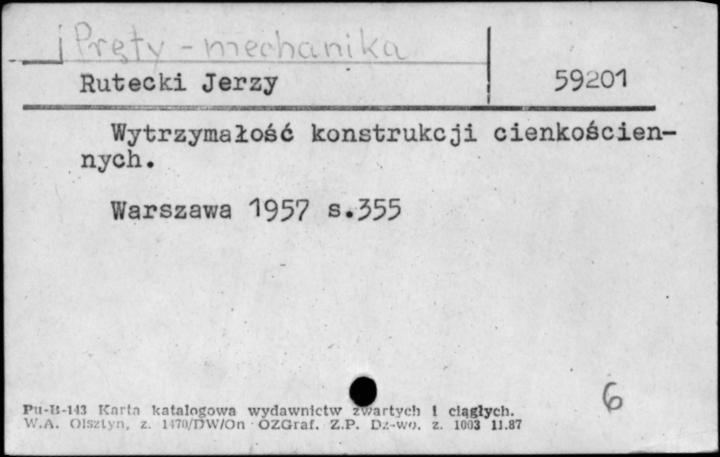 Pręty - mechanika
Rutecki Jerzy 59201
Wytrzymałość konstrukcji cienkościen-
nych.
Warszawa 1957 s.355
6
Pu-B-143 Karta katalogowa wydawnictw zwartych i ciągłych.
W.A. Olsztyn, z. 1470/DW/On OZGraf. Z.P. Dz-wo. z. 1003 11.87